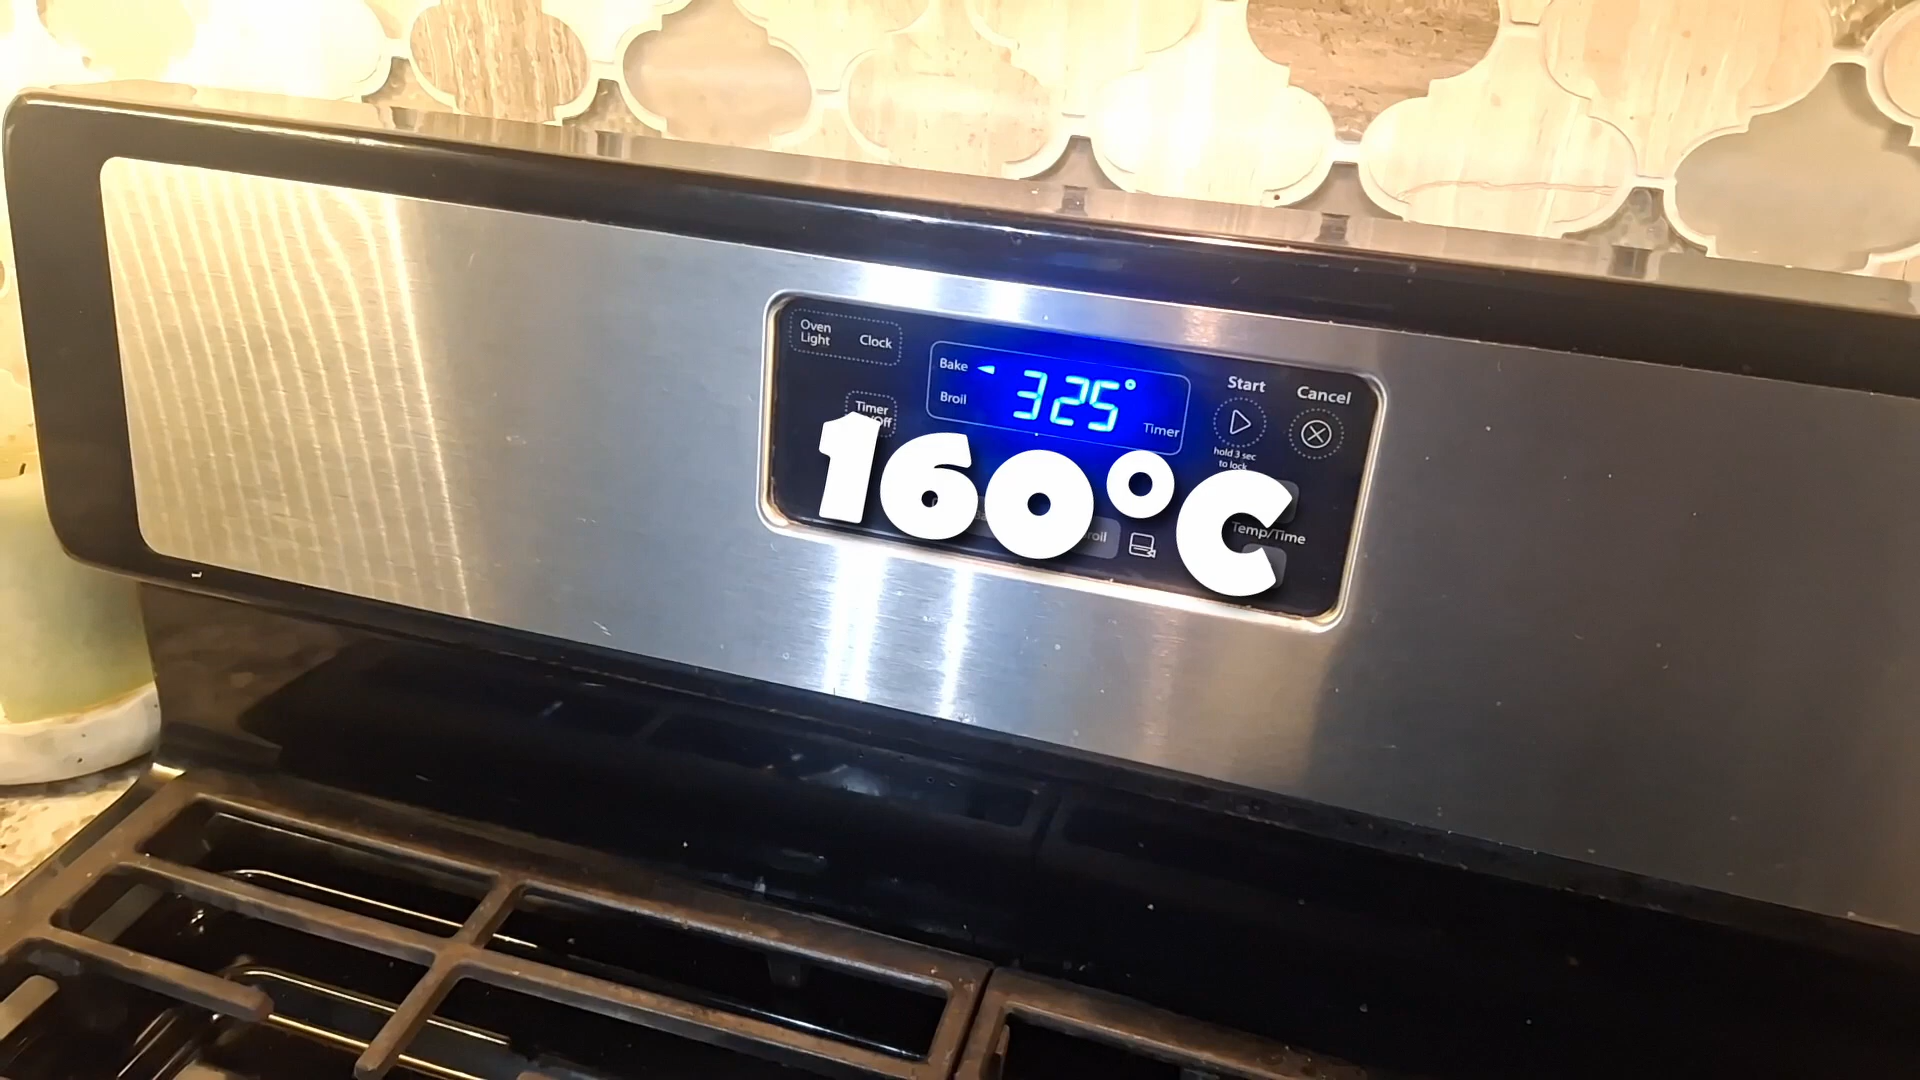 Oven
Light
Clock
Bake
325°
Broil
Timer
Start
Cancel
Timer
hold 3 sec
to lock
Temp/Time
160°C